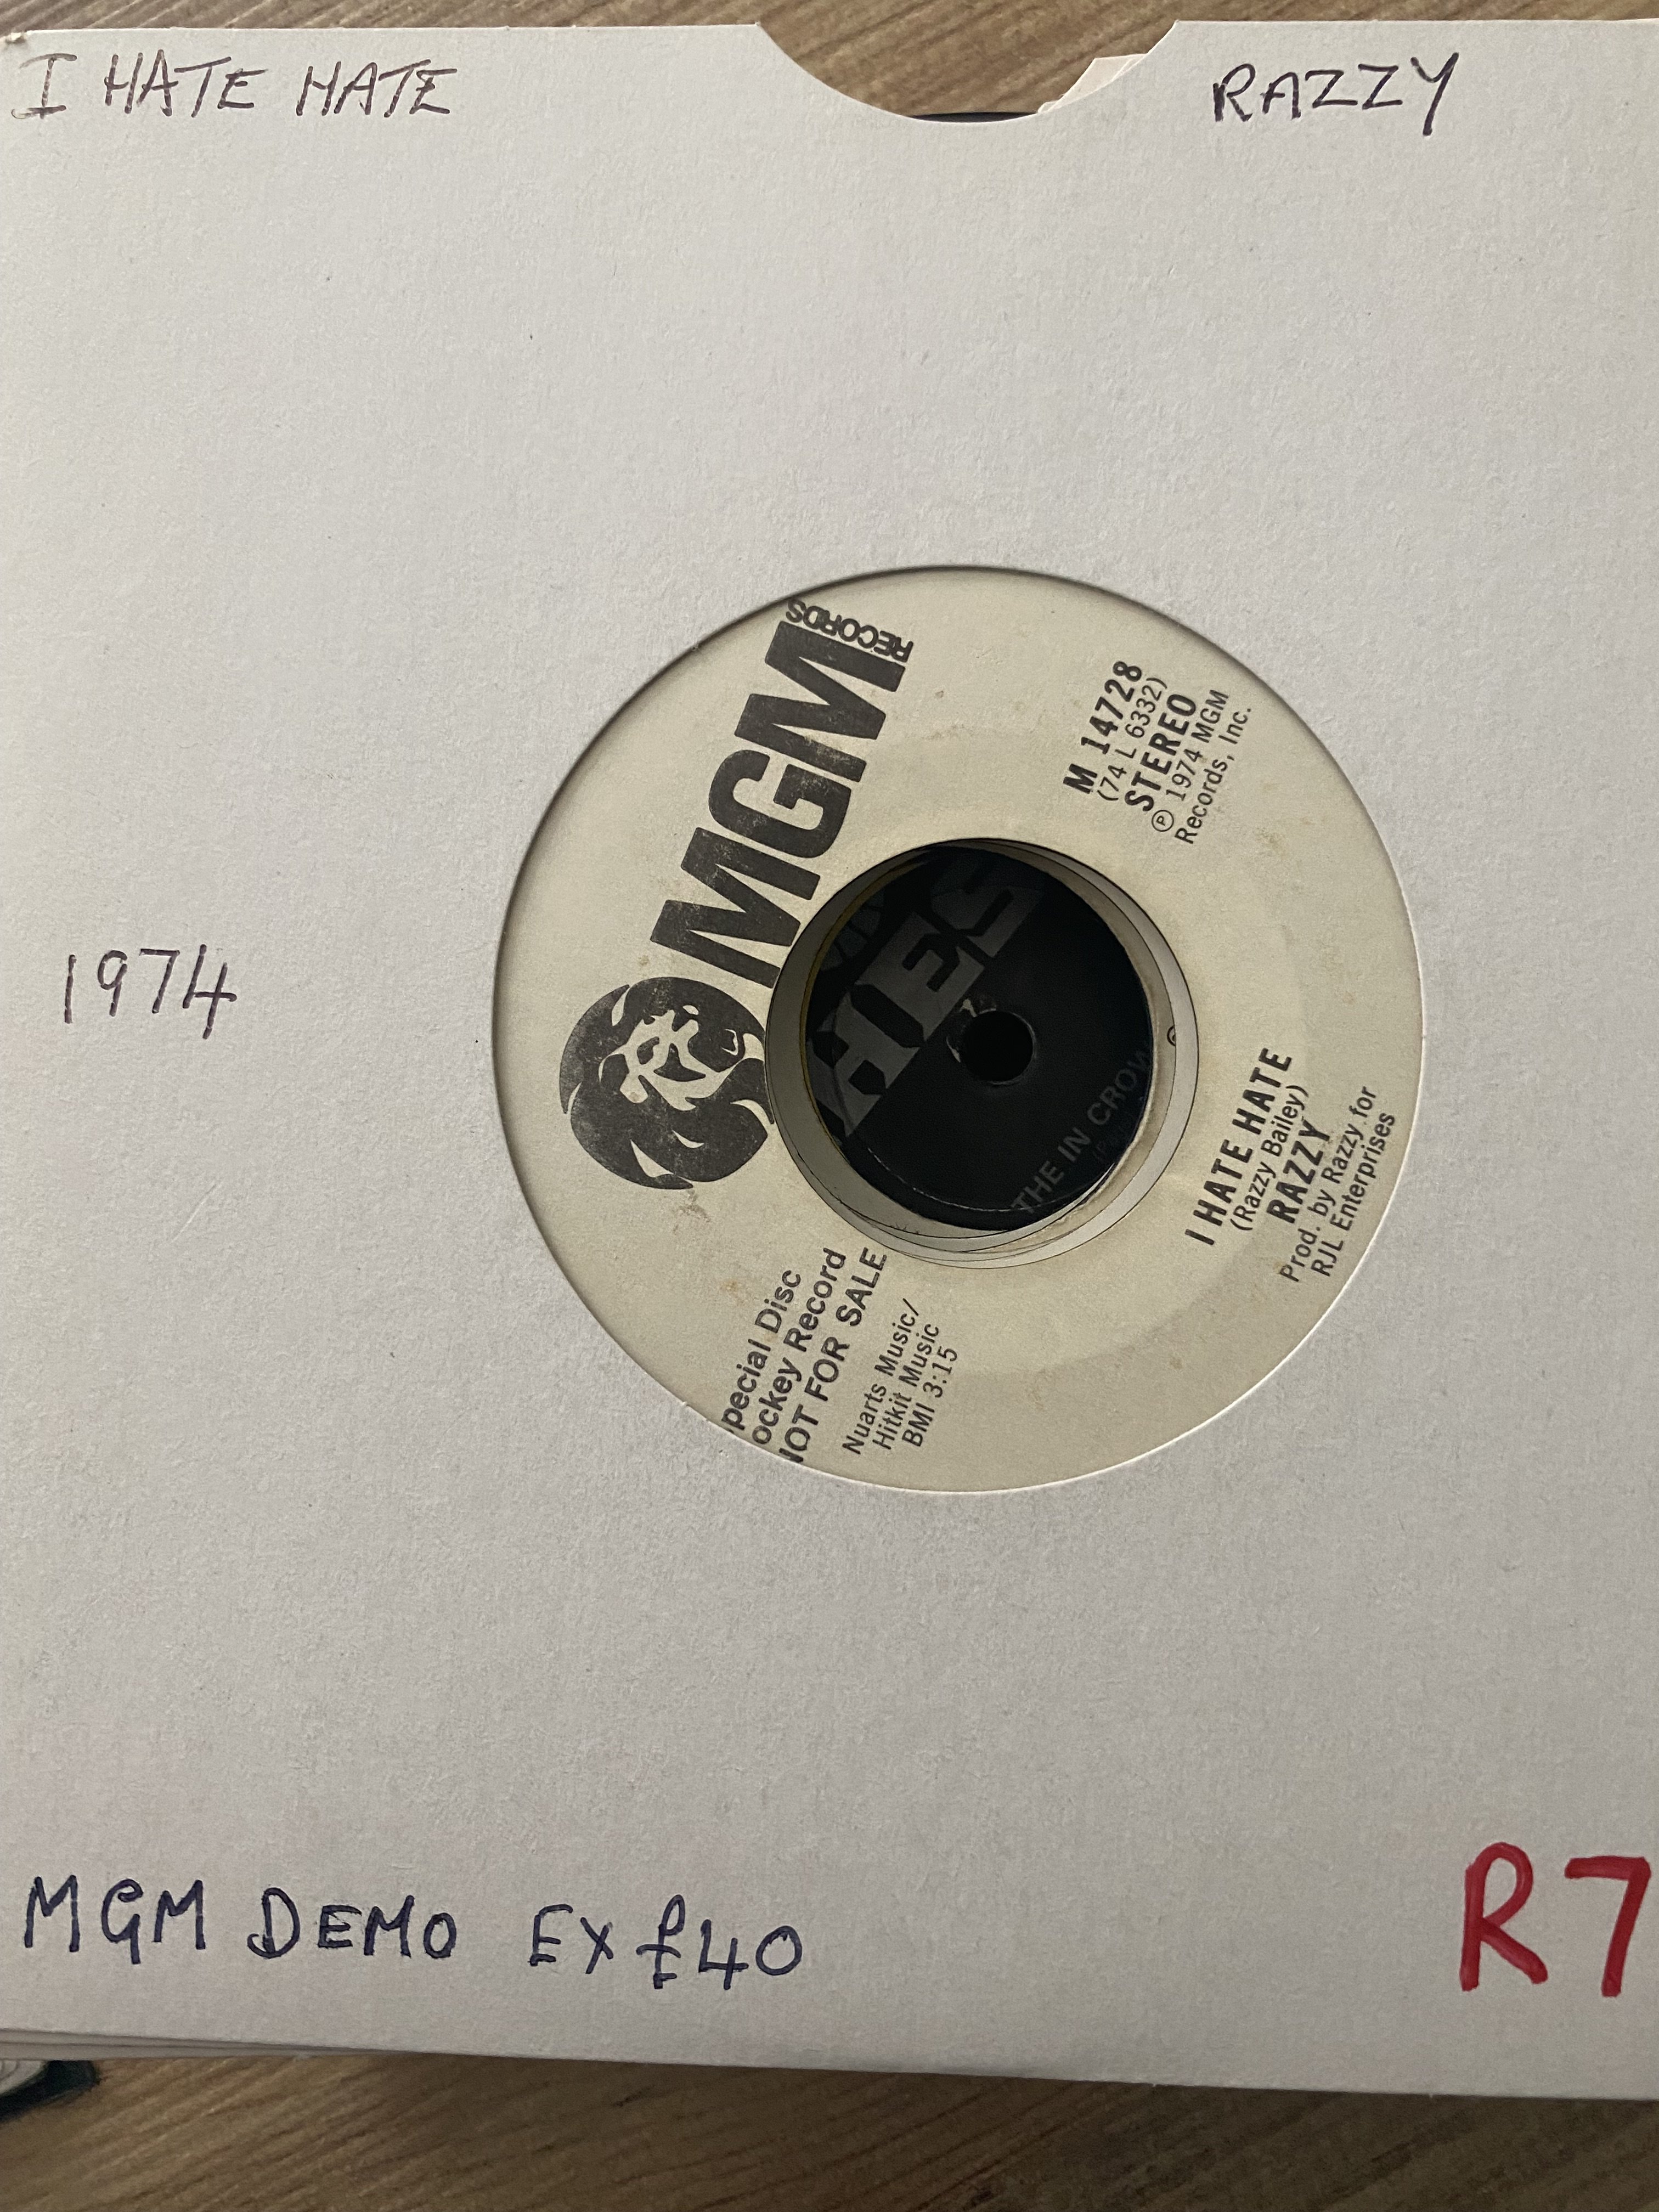 I HATE HATE
RAZZY
1974
MGM
RECORDS
M 14728
(74 L 6332)
STEREO
℗ 1974 MGM
Records, Inc.
pecial Disc
ockey Record
NOT FOR SALE
Nuarts Music/
Hitkit Music
BMI 3:15
I HATE HATE
(Razzy Bailey)
RAZZY
Prod. by Razzy for
RJL Enterprises
HES
THE IN CROW
MGM DEMO EX £40
R7